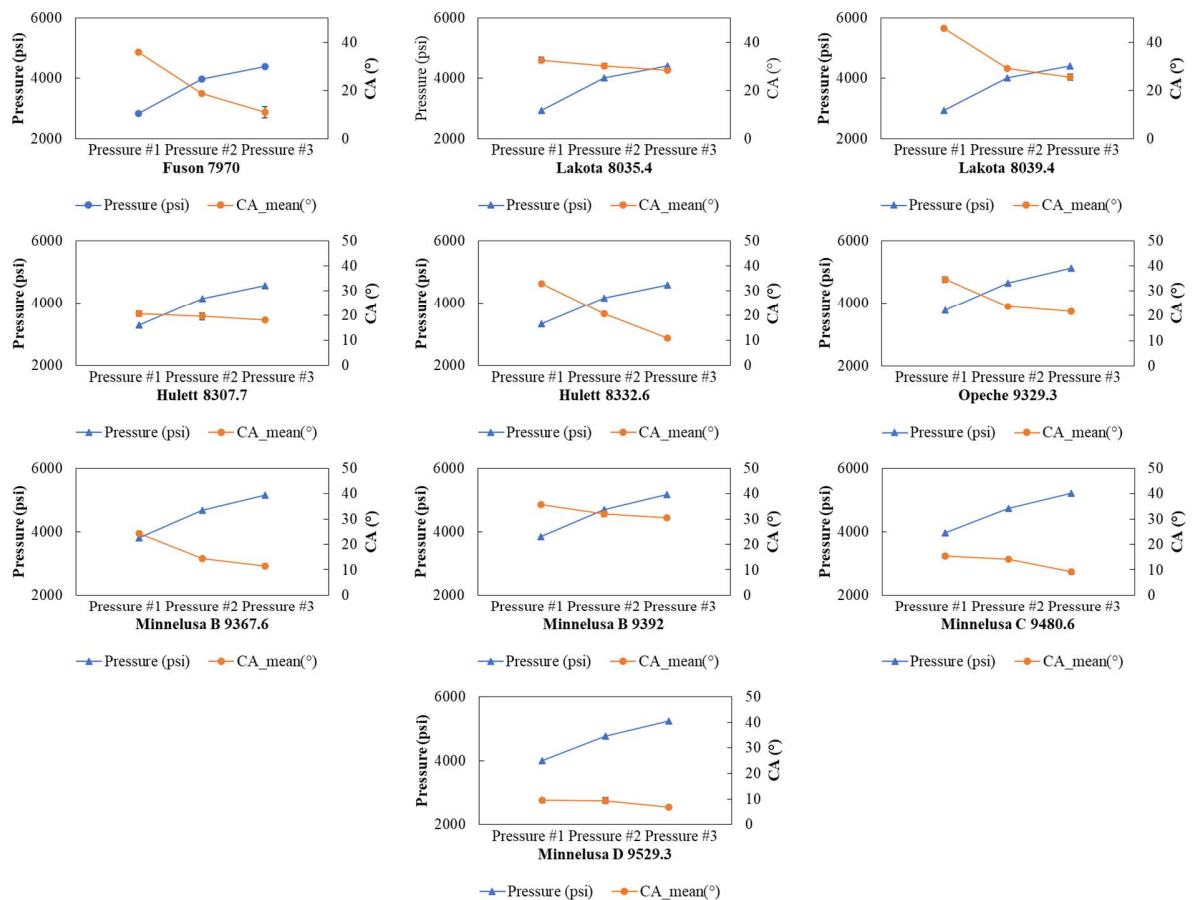 6000
4000
2000
Pressure (psi)
40
20
0
CA (°)
Pressure #1 Pressure #2 Pressure #3
Fuson 7970
Pressure (psi) CA_mean(°)
6000
4000
2000
Pressure (psi)
40
20
0
CA (°)
Pressure #1 Pressure #2 Pressure #3
Lakota 8035.4
Pressure (psi) CA_mean(°)
6000
4000
2000
Pressure (psi)
40
20
0
CA (°)
Pressure #1 Pressure #2 Pressure #3
Lakota 8039.4
Pressure (psi) CA_mean(°)
6000
4000
2000
Pressure (psi)
50
40
30
20
10
0
CA (°)
Pressure #1 Pressure #2 Pressure #3
Hulett 8307.7
Pressure (psi) CA_mean(°)
6000
4000
2000
Pressure (psi)
50
40
30
20
10
0
CA (°)
Pressure #1 Pressure #2 Pressure #3
Hulett 8332.6
Pressure (psi) CA_mean(°)
6000
4000
2000
Pressure (psi)
50
40
30
20
10
0
CA (°)
Pressure #1 Pressure #2 Pressure #3
Opeche 9329.3
Pressure (psi) CA_mean(°)
6000
4000
2000
Pressure (psi)
50
40
30
20
10
0
CA (°)
Pressure #1 Pressure #2 Pressure #3
Minnelusa B 9367.6
Pressure (psi) CA_mean(°)
6000
4000
2000
Pressure (psi)
50
40
30
20
10
0
CA (°)
Pressure #1 Pressure #2 Pressure #3
Minnelusa B 9392
Pressure (psi) CA_mean(°)
6000
4000
2000
Pressure (psi)
50
40
30
20
10
0
CA (°)
Pressure #1 Pressure #2 Pressure #3
Minnelusa C 9480.6
Pressure (psi) CA_mean(°)
6000
4000
2000
Pressure (psi)
50
40
30
20
10
0
CA (°)
Pressure #1 Pressure #2 Pressure #3
Minnelusa D 9529.3
Pressure (psi) CA_mean(°)